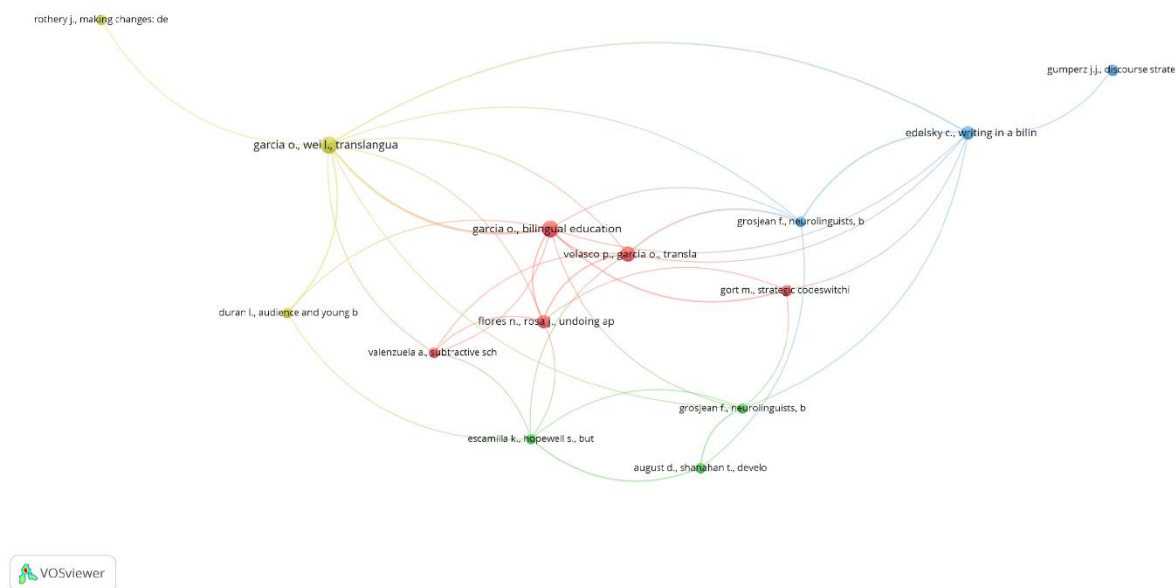 rothery j., making changes: de
gumperz j.j., discourse strate
edelsky c., writing in a bilin
garcia o., wei l., translangua
grosjean f., neurolinguists, b
garcia o., bilingual education
velasco p., garcia o., transla
gort m., strategic codeswitchi
duran l., audience and young b
flores n., rosa j., undoing ap
valenzuela a., subtractive sch
grosjean f., neurolinguists, b
escamilla k., hopewell s., but
august d., shanahan t., develo
VOSviewer